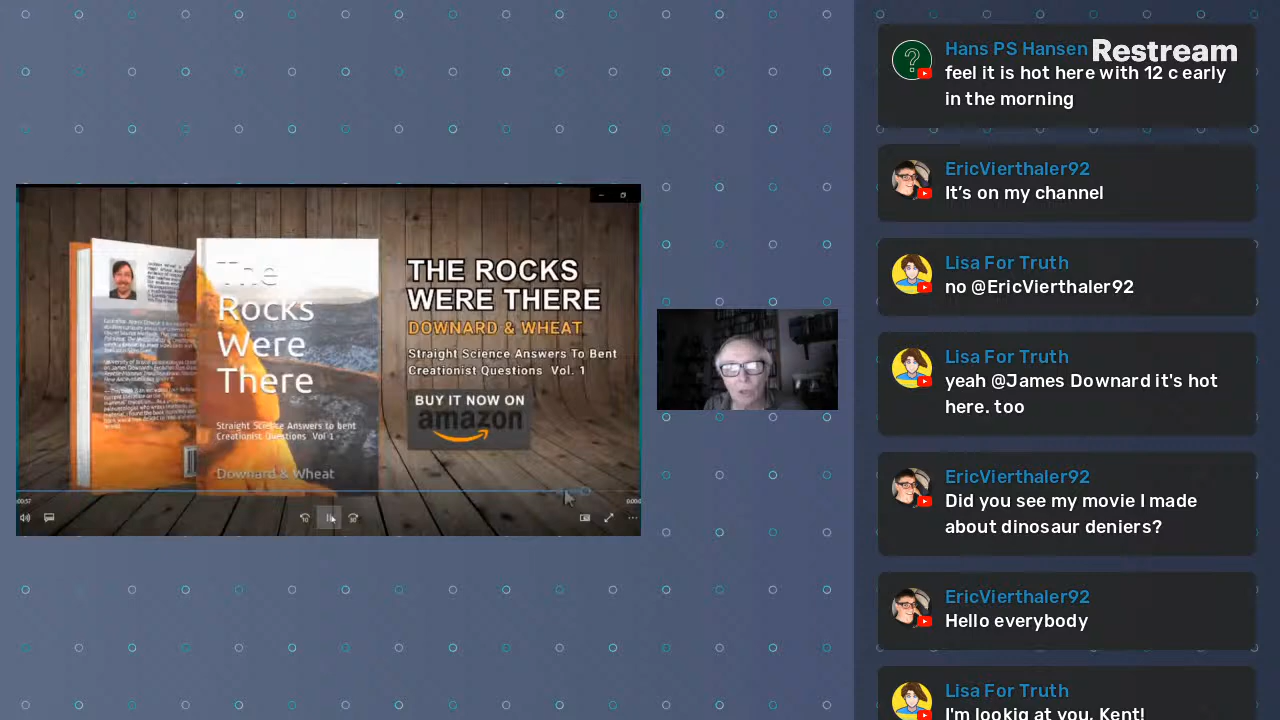 The
Rocks
Were
There
Straight Science Answers to bent
Creationist Questions Vol 1
Downard & Wheat
THE ROCKS
WERE THERE
DOWNARD & WHEAT
Straight Science Answers To Bent
Creationist Questions Vol. 1
BUY IT NOW ON
amazon
10
30
Restream
Hans PS Hansen
feel it is hot here with 12 c early
in the morning
EricVierthaler92
It’s on my channel
Lisa For Truth
no @EricVierthaler92
Lisa For Truth
yeah @James Downard it's hot
here. too
EricVierthaler92
Did you see my movie I made
about dinosaur deniers?
EricVierthaler92
Hello everybody
Lisa For Truth
I'm lookig at you, Kent!